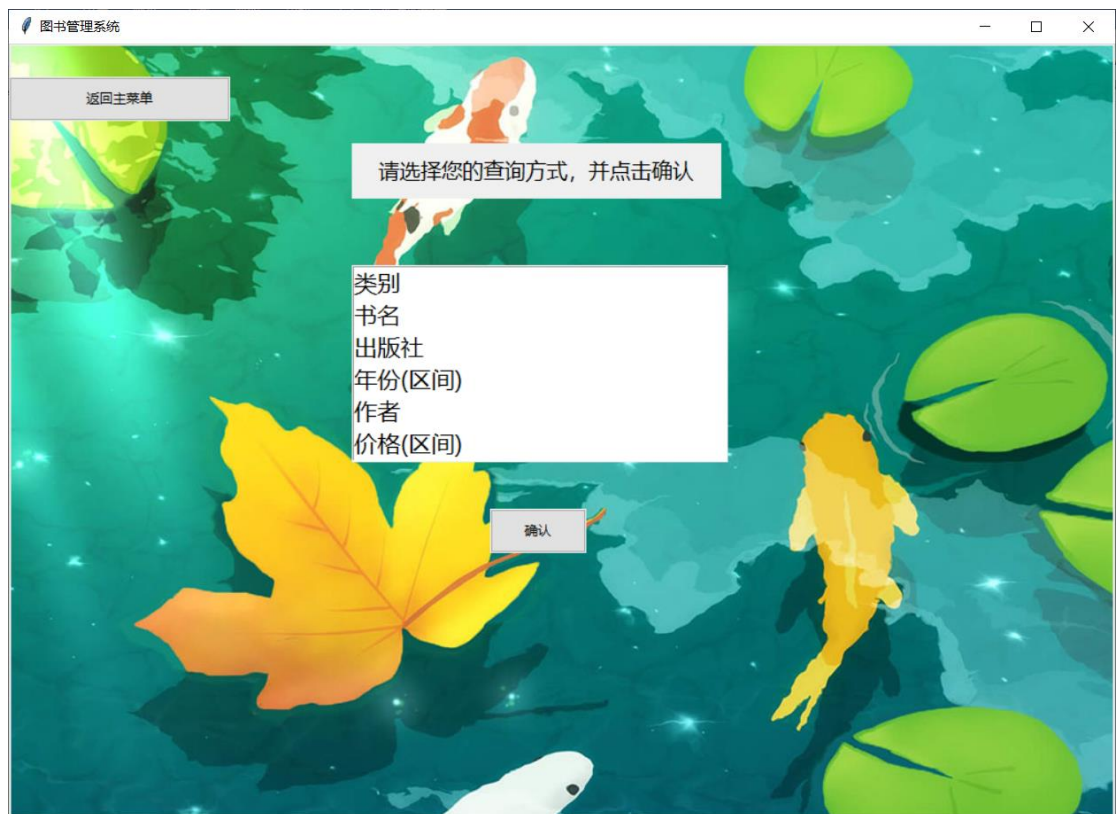 图书管理系统
返回主菜单
请选择您的查询方式，并点击确认
类别
书名
出版社
年份(区间)
作者
价格(区间)
确认